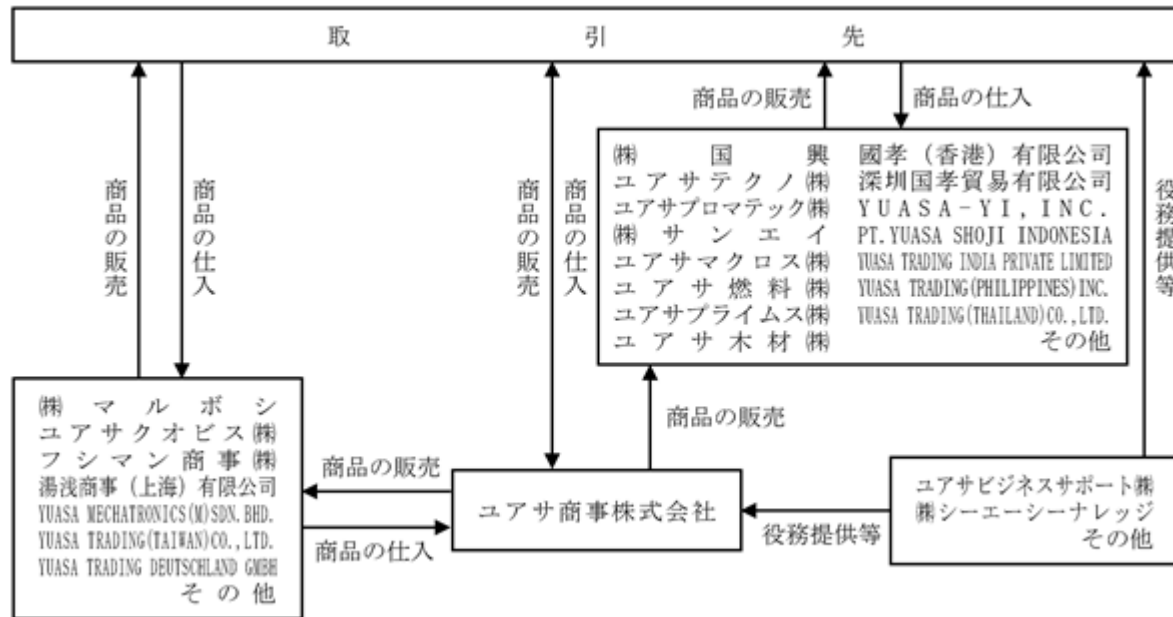 取引先
商品の販売
商品の仕入
商品の販売
商品の仕入
商品の販売
商品の仕入
役務提供等
㈱国興 國孝（香港）有限公司
ユアサテクノ㈱ 深圳国孝貿易有限公司
ユアサプロマテック㈱ YUASA-YI, INC.
㈱サンエイ PT.YUASA SHOJI INDONESIA
ユアサマクロス㈱ YUASA TRADING INDIA PRIVATE LIMITED
ユアサ燃料㈱ YUASA TRADING(PHILIPPINES)INC.
ユアサプライムス㈱ YUASA TRADING(THAILAND)CO.,LTD.
ユアサ木材㈱ その他
商品の販売
㈱マルボシ
ユアサクオビス㈱
フシマン商事㈱
湯浅商事（上海）有限公司
YUASA MECHATRONICS(M)SDN.BHD.
YUASA TRADING(TAIWAN)CO.,LTD.
YUASA TRADING DEUTSCHLAND GMBH
その他
商品の販売
商品の仕入
ユアサ商事株式会社
役務提供等
ユアサビジネスサポート㈱
㈱シーエーシーナレッジ
その他